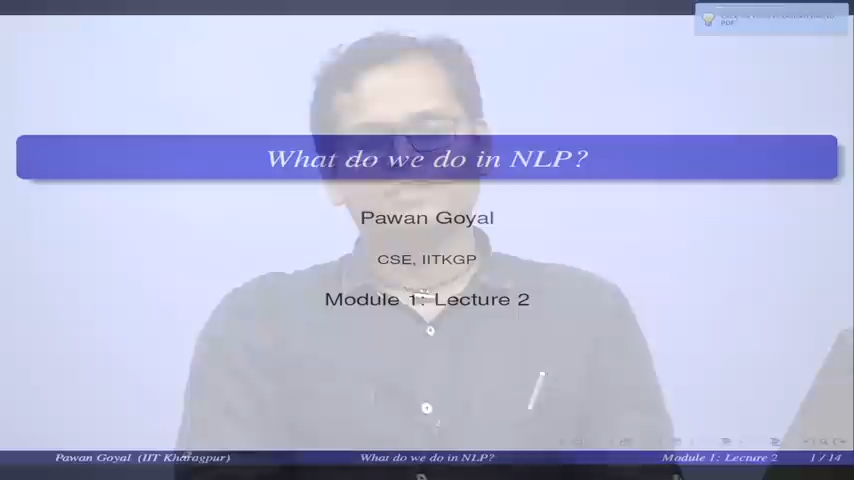 What do we do in NLP?
Pawan Goyal
CSE, IITKGP
Module 1: Lecture 2
Pawan Goyal (IIT Kharagpur)
What do we do in NLP?
Module 1: Lecture 2
1 / 14